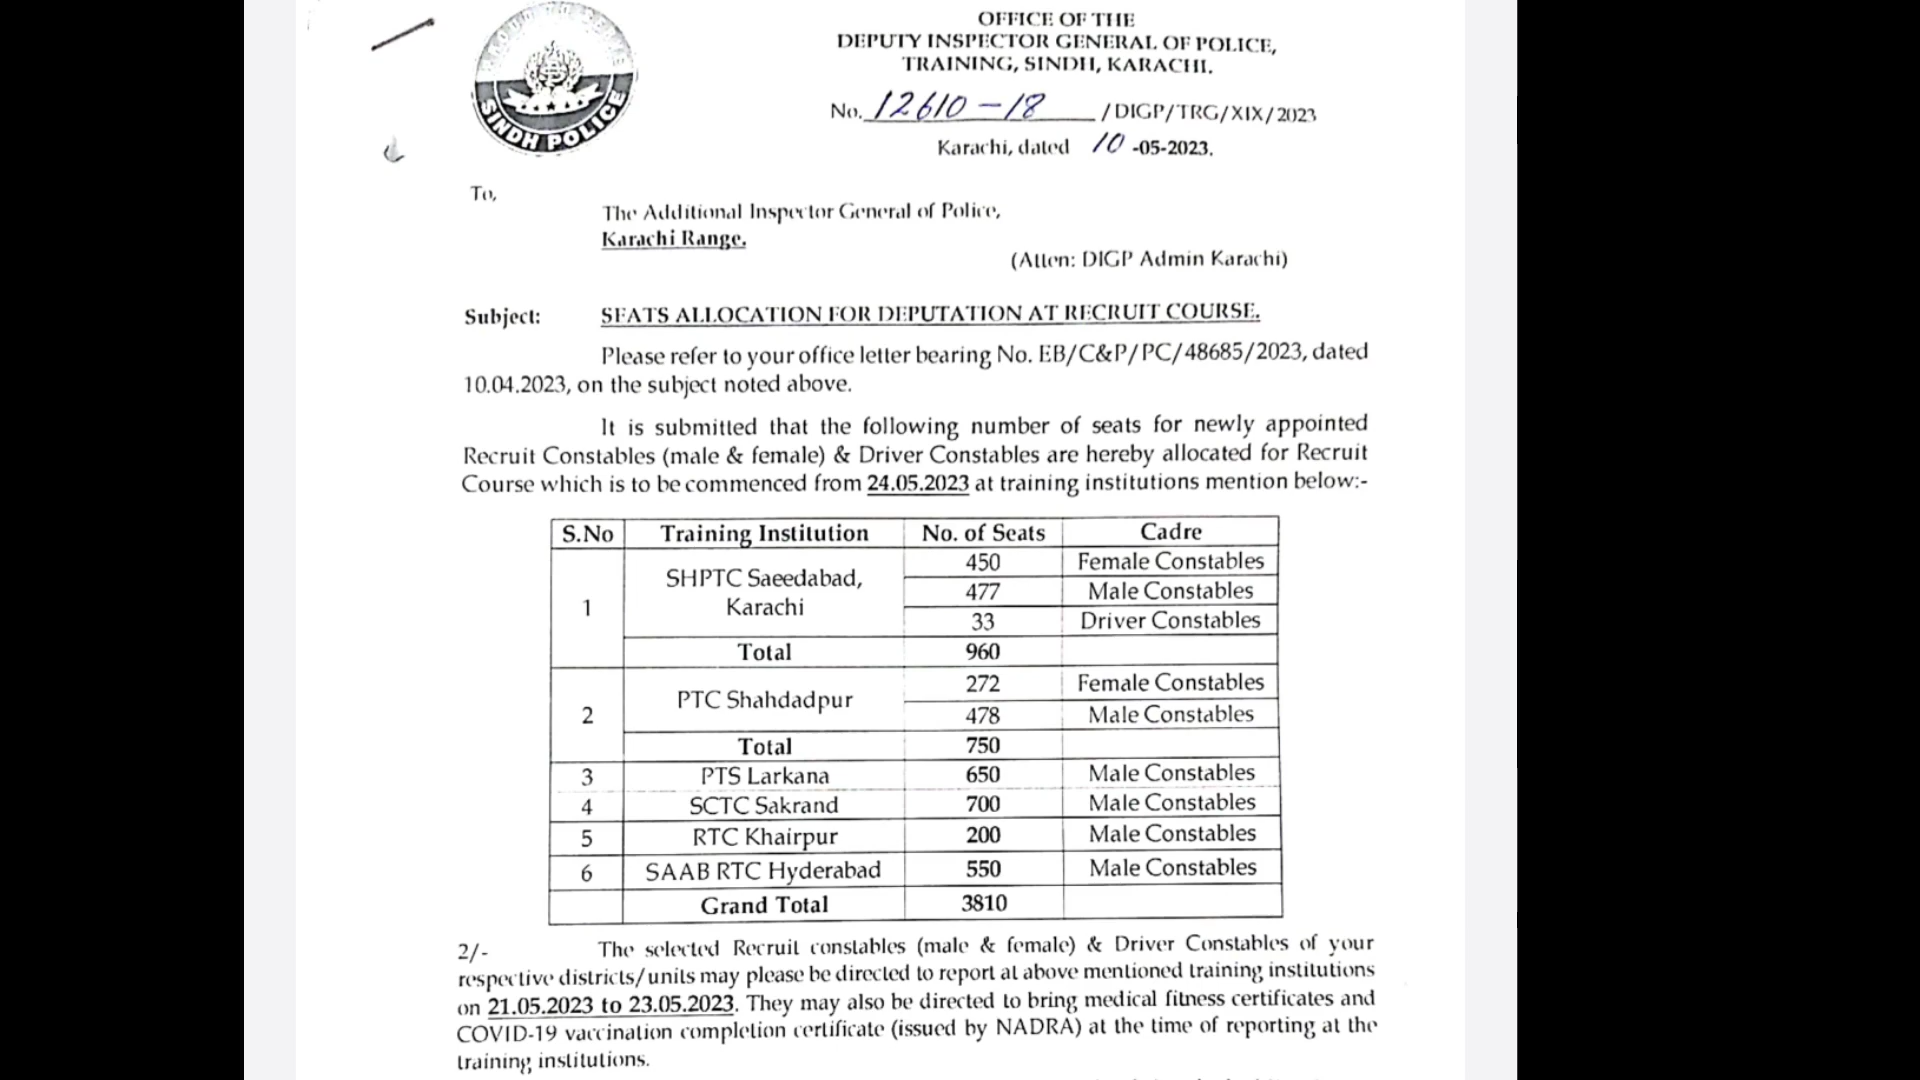 SINDH POLICE
OFFICE OF THE
DEPUTY INSPECTOR GENERAL OF POLICE,
TRAINING, SINDH, KARACHI.
No. 12610-18 /DIGP/TRG/XIX/2023
Karachi, dated 10 -05-2023.
To,
The Additional Inspector General of Police,
Karachi Range.
(Atten: DIGP Admin Karachi)
Subject: SEATS ALLOCATION FOR DEPUTATION AT RECRUIT COURSE.
Please refer to your office letter bearing No. EB/C&P/PC/48685/2023, dated
10.04.2023, on the subject noted above.
It is submitted that the following number of seats for newly appointed
Recruit Constables (male & female) & Driver Constables are hereby allocated for Recruit
Course which is to be commenced from 24.05.2023 at training institutions mention below:-
S.No Training Institution No. of Seats Cadre
1 SHPTC Saeedabad, Karachi 450 Female Constables
477 Male Constables
33 Driver Constables
Total 960
2 PTC Shahdadpur 272 Female Constables
478 Male Constables
Total 750
3 PTS Larkana 650 Male Constables
4 SCTC Sakrand 700 Male Constables
5 RTC Khairpur 200 Male Constables
6 SAAB RTC Hyderabad 550 Male Constables
Grand Total 3810
2/- The selected Recruit constables (male & female) & Driver Constables of your
respective districts/units may please be directed to report at above mentioned training institutions
on 21.05.2023 to 23.05.2023. They may also be directed to bring medical fitness certificates and
COVID-19 vaccination completion certificate (issued by NADRA) at the time of reporting at the
training institutions.